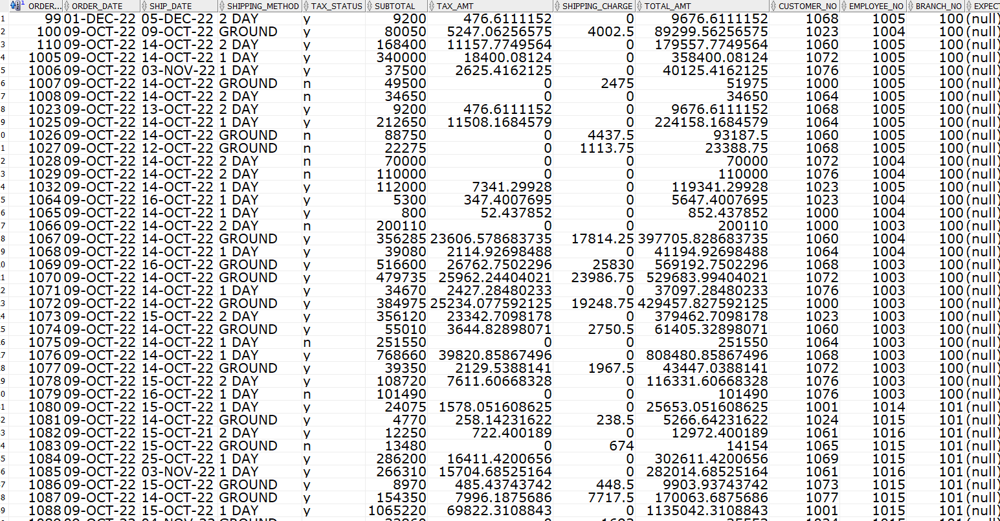 ORDER... ORDER_DATE SHIP_DATE SHIPPING_METHOD TAX_STATUS SUBTOTAL TAX_AMT SHIPPING_CHARGE TOTAL_AMT CUSTOMER_NO EMPLOYEE_NO BRANCH_NO EXPECT
1 99 01-DEC-22 05-DEC-22 2 DAY y 9200 476.6111152 0 9676.6111152 1068 1005 100 (null)
2 100 09-OCT-22 09-OCT-22 GROUND y 80050 5247.06256575 4002.5 89299.56256575 1023 1004 100 (null)
3 110 09-OCT-22 14-OCT-22 2 DAY y 168400 11157.7749564 0 179557.7749564 1060 1005 100 (null)
4 1005 09-OCT-22 14-OCT-22 1 DAY y 340000 18400.08124 0 358400.08124 1072 1005 100 (null)
5 1006 09-OCT-22 03-NOV-22 1 DAY y 37500 2625.4162125 0 40125.4162125 1076 1005 100 (null)
6 1007 09-OCT-22 14-OCT-22 GROUND n 49500 0 2475 51975 1000 1005 100 (null)
7 1008 09-OCT-22 14-OCT-22 2 DAY n 34650 0 0 34650 1064 1005 100 (null)
8 1023 09-OCT-22 13-OCT-22 2 DAY y 9200 476.6111152 0 9676.6111152 1068 1005 100 (null)
9 1025 09-OCT-22 14-OCT-22 1 DAY y 212650 11508.1684579 0 224158.1684579 1064 1005 100 (null)
0 1026 09-OCT-22 14-OCT-22 GROUND n 88750 0 4437.5 93187.5 1060 1005 100 (null)
1 1027 09-OCT-22 12-OCT-22 GROUND n 22275 0 1113.75 23388.75 1068 1005 100 (null)
2 1028 09-OCT-22 14-OCT-22 2 DAY n 70000 0 0 70000 1072 1004 100 (null)
3 1029 09-OCT-22 14-OCT-22 2 DAY n 110000 0 0 110000 1076 1004 100 (null)
4 1032 09-OCT-22 14-OCT-22 1 DAY y 112000 7341.29928 0 119341.29928 1023 1005 100 (null)
5 1064 09-OCT-22 16-OCT-22 1 DAY y 5300 347.4007695 0 5647.4007695 1023 1004 100 (null)
6 1065 09-OCT-22 14-OCT-22 1 DAY y 800 52.437852 0 852.437852 1000 1004 100 (null)
7 1066 09-OCT-22 14-OCT-22 2 DAY n 200110 0 0 200110 1000 1003 100 (null)
8 1067 09-OCT-22 14-OCT-22 GROUND y 356285 23606.578683735 17814.25 397705.828683735 1060 1004 100 (null)
9 1068 09-OCT-22 14-OCT-22 1 DAY y 39080 2114.92698488 0 41194.92698488 1064 1004 100 (null)
20 1069 09-OCT-22 16-OCT-22 GROUND y 516600 26762.7502296 25830 569192.7502296 1068 1003 100 (null)
21 1070 09-OCT-22 14-OCT-22 GROUND y 479735 25962.24404021 23986.75 529683.99404021 1072 1003 100 (null)
22 1071 09-OCT-22 14-OCT-22 1 DAY y 34670 2427.28480233 0 37097.28480233 1076 1003 100 (null)
23 1072 09-OCT-22 14-OCT-22 GROUND y 384975 25234.077592125 19248.75 429457.827592125 1000 1003 100 (null)
24 1073 09-OCT-22 15-OCT-22 2 DAY y 356120 23342.7098178 0 379462.7098178 1023 1003 100 (null)
25 1074 09-OCT-22 14-OCT-22 GROUND y 55010 3644.82898071 2750.5 61405.32898071 1060 1003 100 (null)
26 1075 09-OCT-22 14-OCT-22 1 DAY n 251550 0 0 251550 1064 1003 100 (null)
27 1076 09-OCT-22 14-OCT-22 1 DAY y 768660 39820.85867496 0 808480.85867496 1068 1003 100 (null)
28 1077 09-OCT-22 14-OCT-22 GROUND y 39350 2129.5388141 1967.5 43447.0388141 1072 1003 100 (null)
29 1078 09-OCT-22 15-OCT-22 2 DAY y 108720 7611.60668328 0 116331.60668328 1076 1003 100 (null)
30 1079 09-OCT-22 16-OCT-22 1 DAY n 101490 0 0 101490 1076 1003 100 (null)
31 1080 09-OCT-22 15-OCT-22 1 DAY y 24075 1578.051608625 0 25653.051608625 1001 1014 101 (null)
32 1081 09-OCT-22 14-OCT-22 GROUND y 4770 258.14231622 238.5 5266.64231622 1024 1015 101 (null)
33 1082 09-OCT-22 15-OCT-21 2 DAY y 12250 722.400189 0 12972.400189 1061 1016 101 (null)
34 1083 09-OCT-22 15-OCT-22 GROUND n 13480 0 674 14154 1065 1015 101 (null)
35 1084 09-OCT-22 25-OCT-22 1 DAY y 286200 16411.4200656 0 302611.4200656 1069 1015 101 (null)
36 1085 09-OCT-22 03-NOV-22 1 DAY y 266310 15704.68525164 0 282014.68525164 1061 1016 101 (null)
37 1086 09-OCT-22 15-OCT-22 GROUND y 8970 485.43743742 448.5 9903.93743742 1073 1015 101 (null)
38 1087 09-OCT-22 14-OCT-22 GROUND y 154350 7996.1875686 7717.5 170063.6875686 1077 1015 101 (null)
39 1088 09-OCT-22 15-OCT-22 1 DAY y 1065220 69822.3108843 0 1135042.3108843 1001 1015 101 (null)